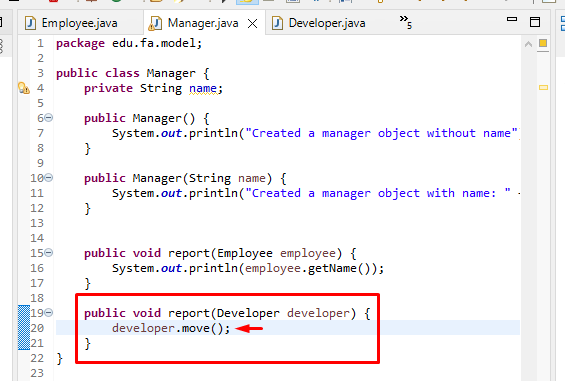 Employee.java Manager.java Developer.java »5
1 package edu.fa.model;
2
3 public class Manager {
4 private String name;
5
6 public Manager() {
7 System.out.println("Created a manager object without name"
8 }
9
10 public Manager(String name) {
11 System.out.println("Created a manager object with name: "
12 }
13
14
15 public void report(Employee employee) {
16 System.out.println(employee.getName());
17 }
18
19 public void report(Developer developer) {
20 developer.move();
21 }
22 }
23